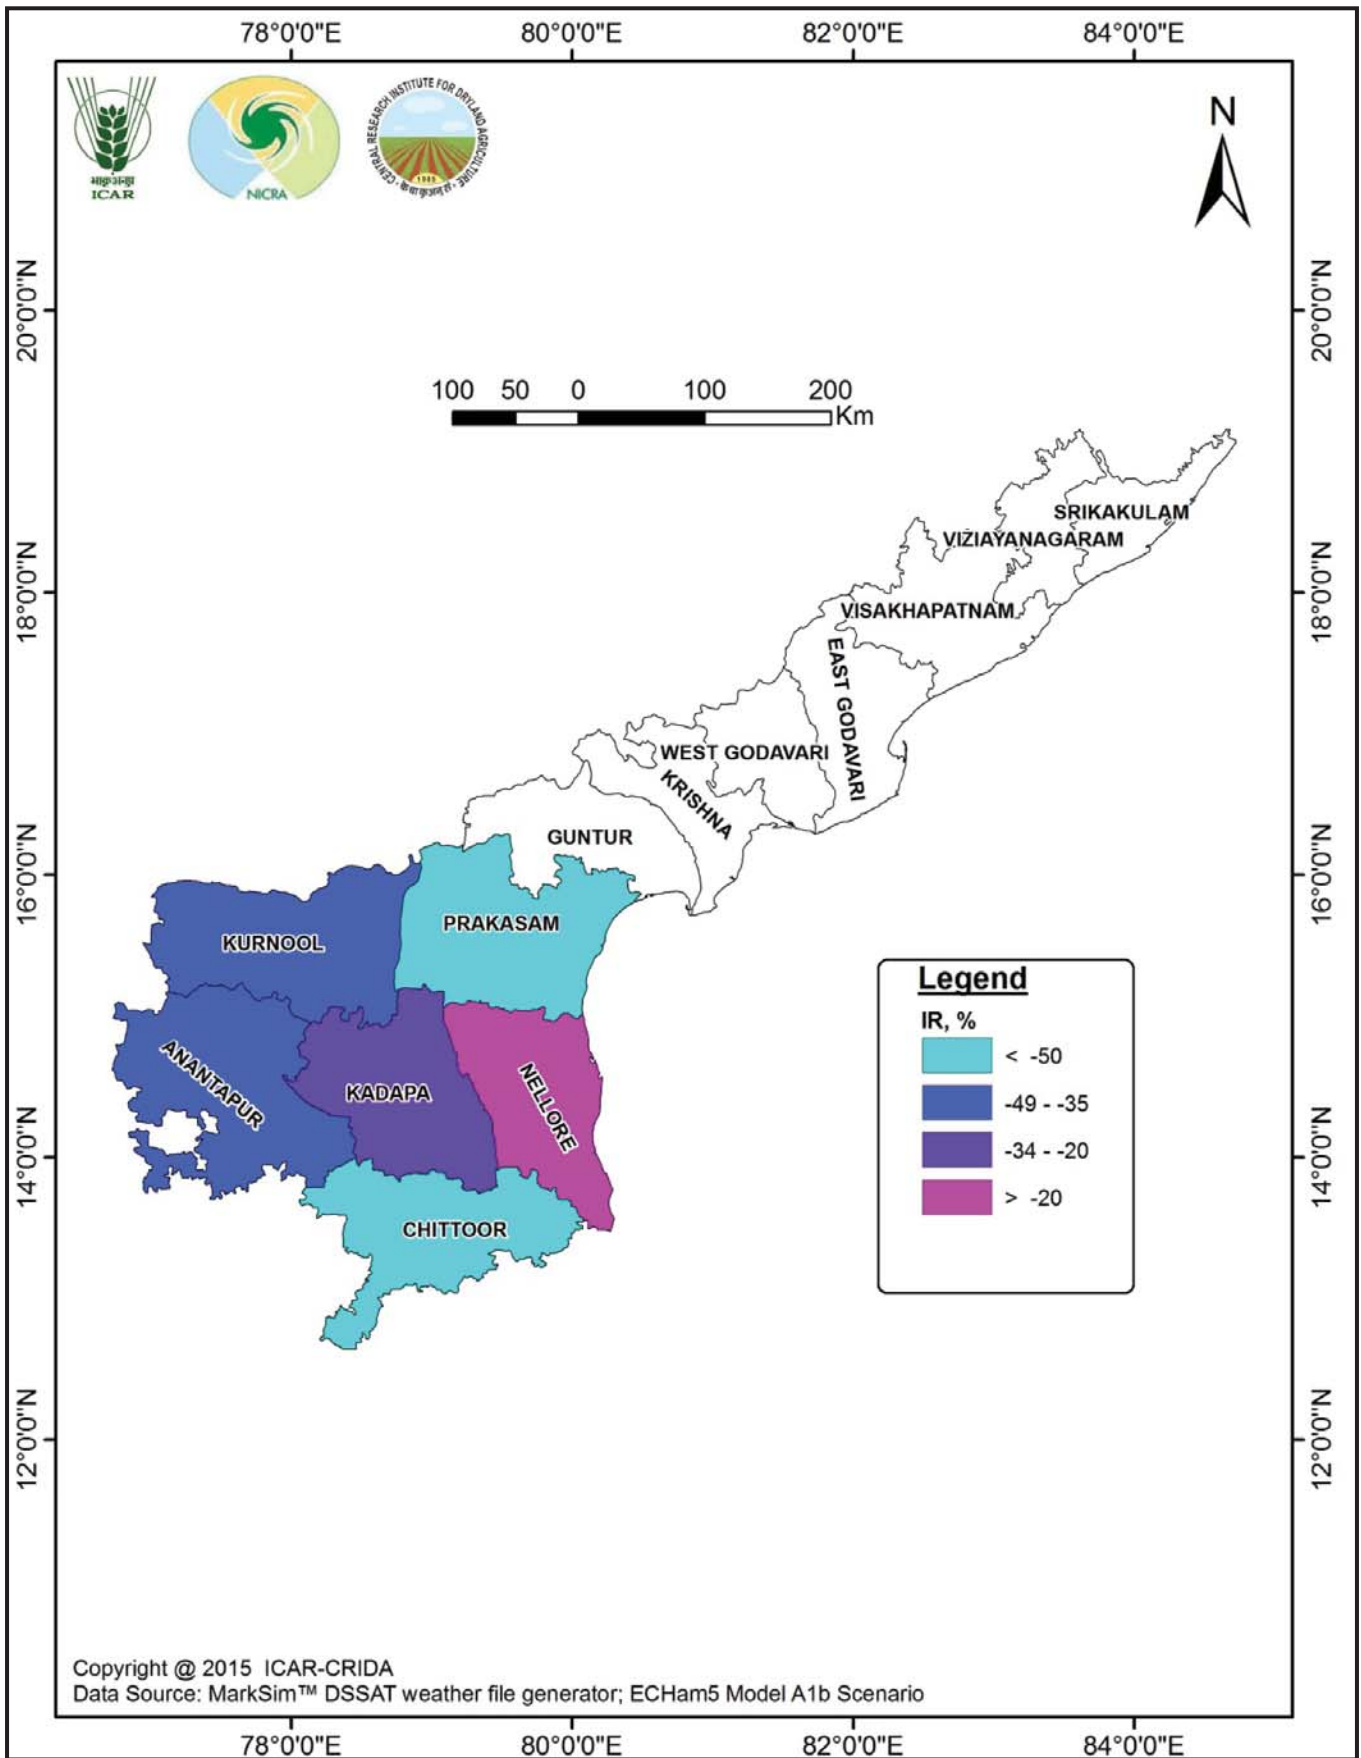 78°0'0"E 80°0'0"E 82°0'0"E 84°0'0"E
भाकृअनुप
ICAR
NICRA
CENTRAL RESEARCH INSTITUTE FOR DRYLAND AGRICULTURE
1985
N
20°0'0"N 20°0'0"N
100 50 0 100 200
Km
SRIKAKULAM
VIZIAYANAGARAM
18°0'0"N 18°0'0"N
VISAKHAPATNAM
EAST GODAVARI
WEST GODAVARI
KRISHNA
GUNTUR
16°0'0"N 16°0'0"N
PRAKASAM
KURNOOL
ANANTAPUR
KADAPA
NELLORE
14°0'0"N 14°0'0"N
CHITTOOR
Legend
IR, %
< -50
-49 - -35
-34 - -20
> -20
12°0'0"N 12°0'0"N
Copyright @ 2015 ICAR-CRIDA
Data Source: MarkSim™ DSSAT weather file generator; ECHam5 Model A1b Scenario
78°0'0"E 80°0'0"E 82°0'0"E 84°0'0"E